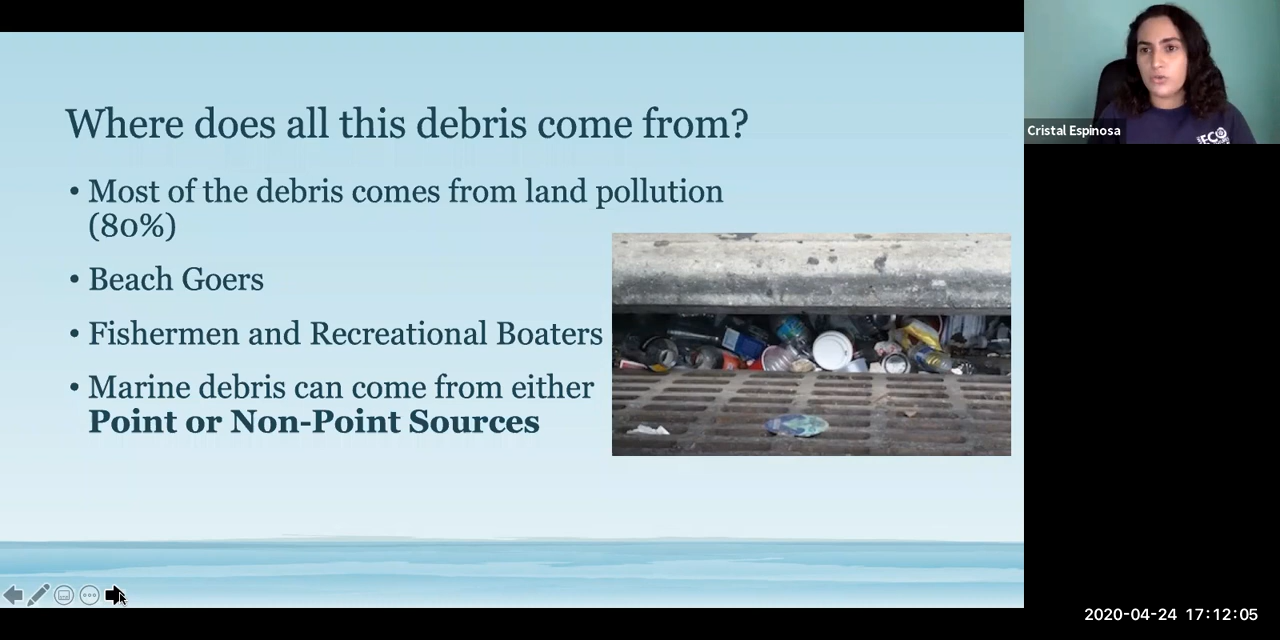 Where does all this debris come from?
• Most of the debris comes from land pollution
(80%)
• Beach Goers
• Fishermen and Recreational Boaters
• Marine debris can come from either
Point or Non-Point Sources
Cristal Espinosa
ECO
2020-04-24 17:12:05